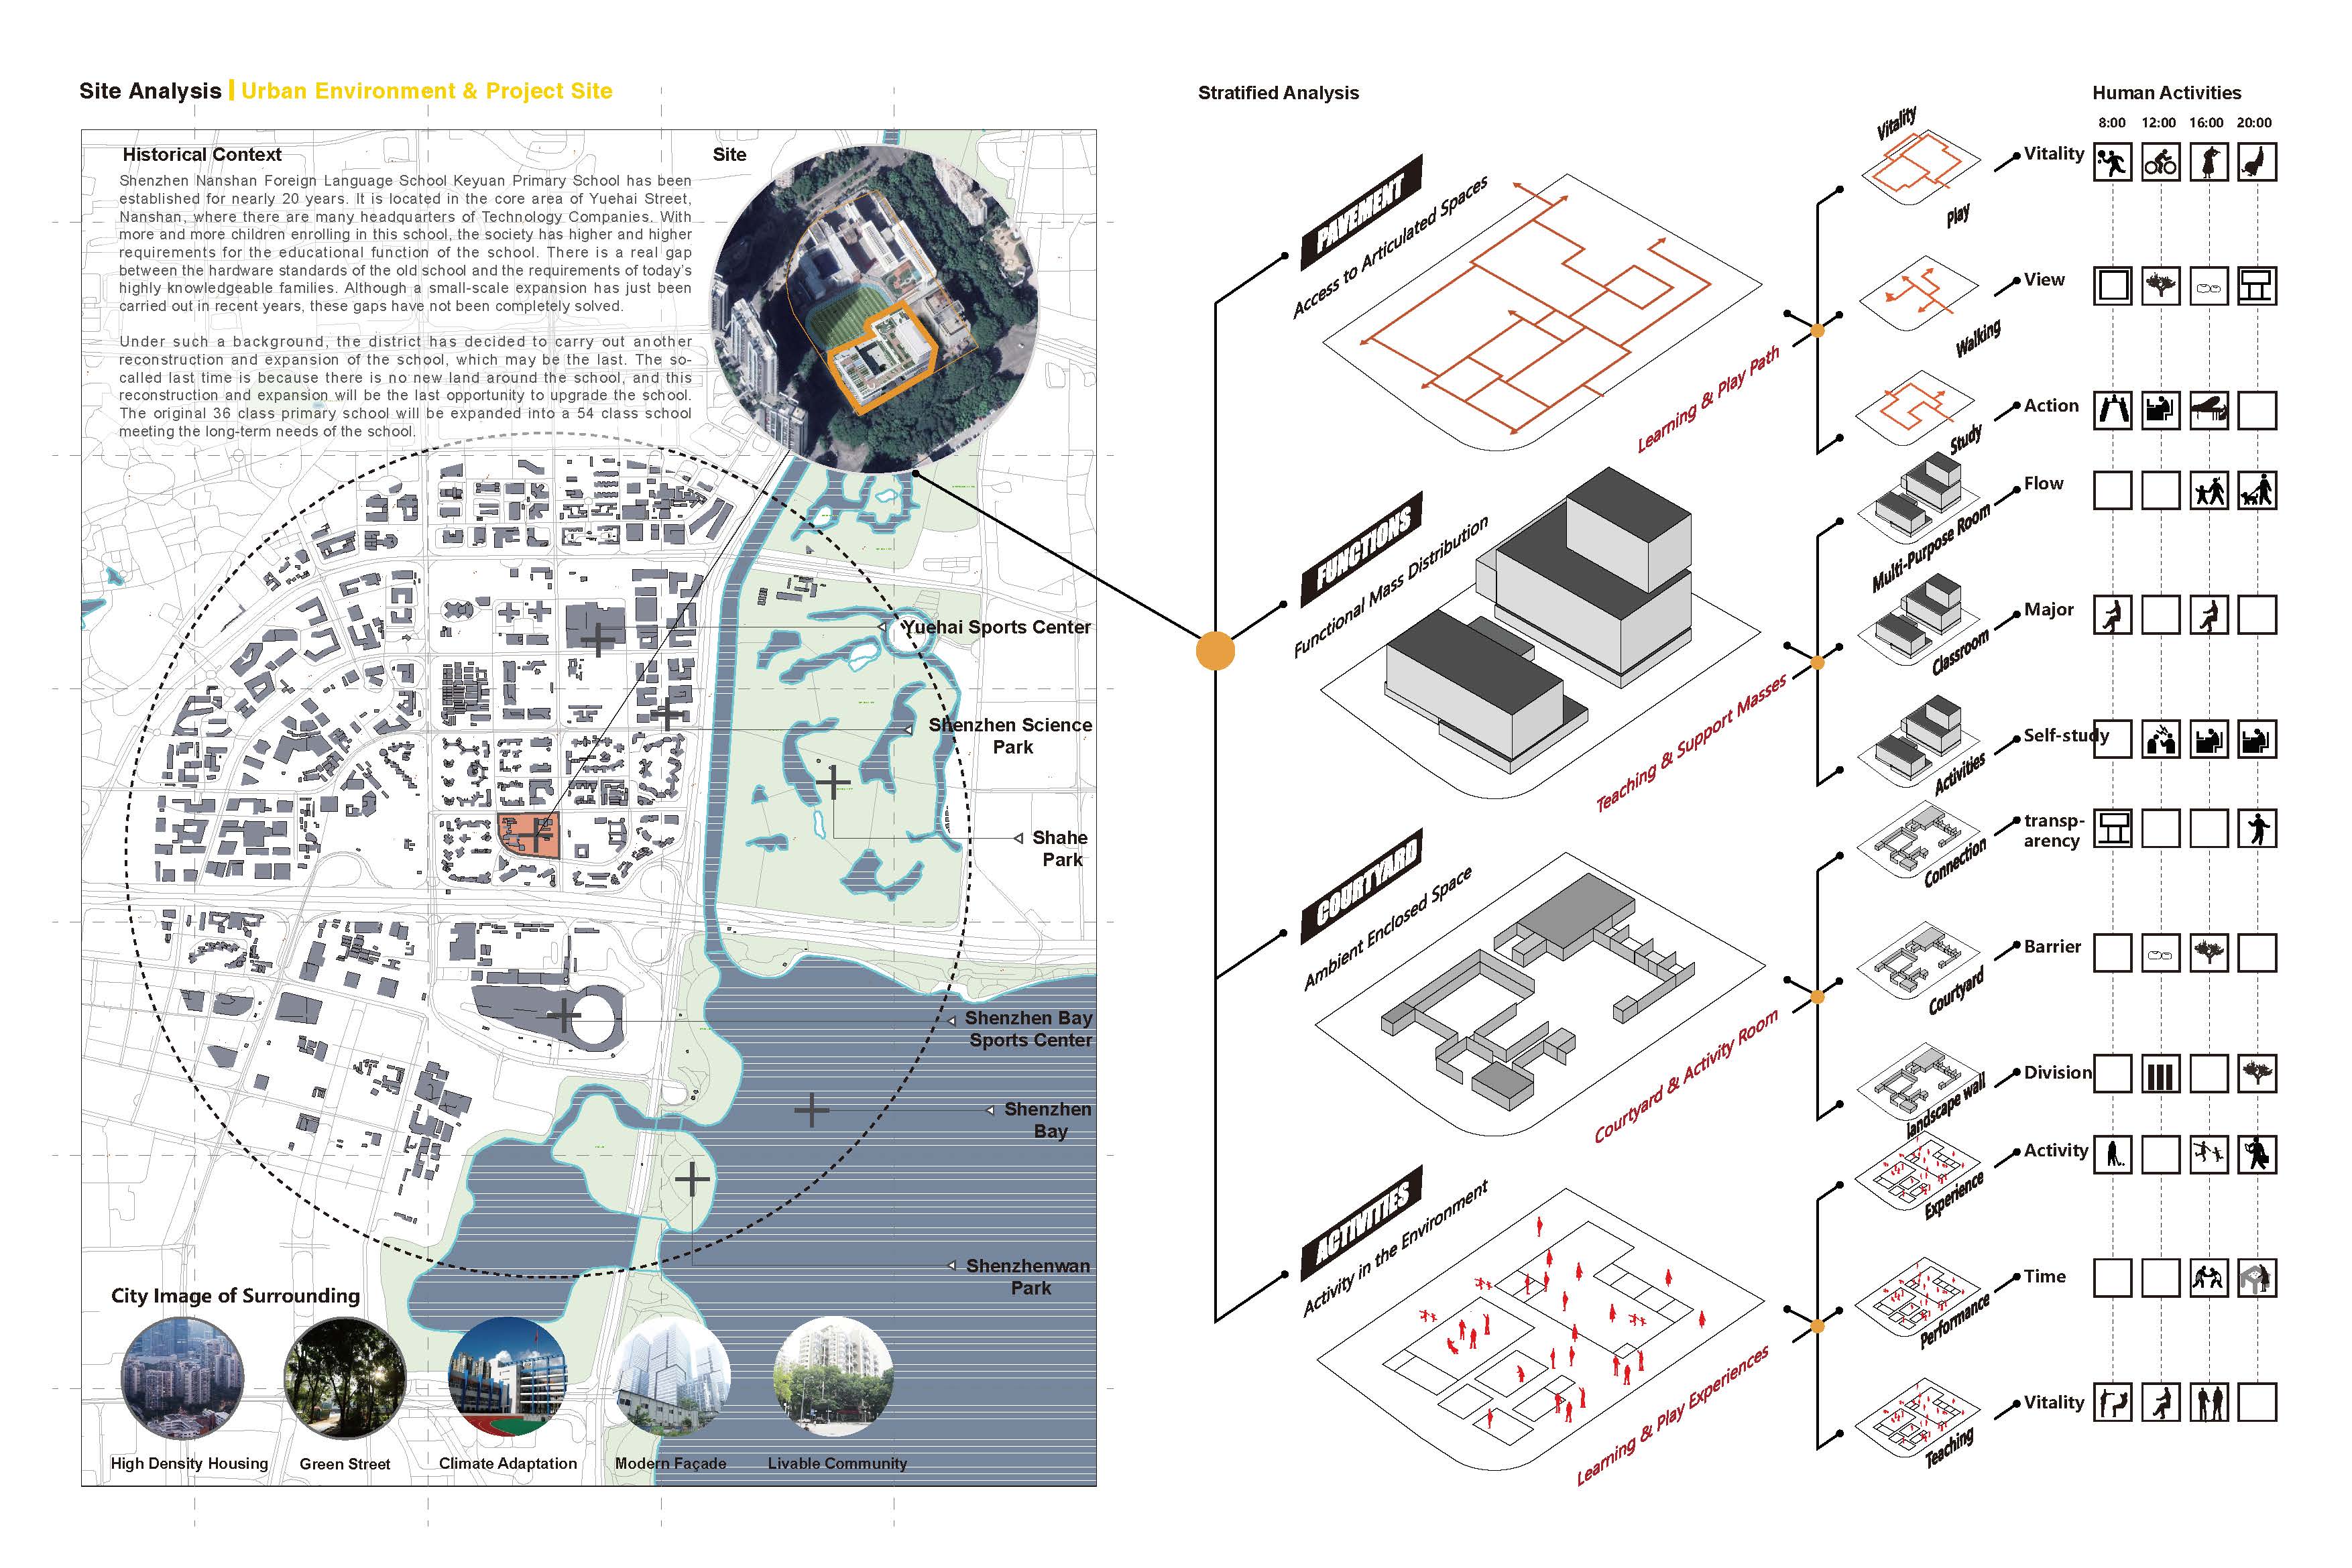 Site Analysis | Urban Environment & Project Site
Historical Context
Shenzhen Nanshan Foreign Language School Keyuan Primary School has been
established for nearly 20 years. It is located in the core area of Yuehai Street,
Nanshan, where there are many headquarters of Technology Companies. With
more and more children enrolling in this school, the society has higher and higher
requirements for the educational function of the school. There is a real gap
between the hardware standards of the old school and the requirements of today's
highly knowledgeable families. Although a small-scale expansion has just been
carried out in recent years, these gaps have not been completely solved.
Under such a background, the district has decided to carry out another
reconstruction and expansion of the school, which may be the last. The so-
called last time is because there is no new land around the school, and this
reconstruction and expansion will be the last opportunity to upgrade the school.
The original 36 class primary school will be expanded into a 54 class school
meeting the long-term needs of the school.
Site
Yuehai Sports Center
Shenzhen Science
Park
Shahe
Park
Shenzhen Bay
Sports Center
Shenzhen
Bay
Shenzhenwan
Park
City Image of Surrounding
High Density Housing
Green Street
Climate Adaptation
Modern Façade
Livable Community
Stratified Analysis
PAVEMENT
Access to Articulated Spaces
Learning & Play Path
FUNCTIONS
Functional Mass Distribution
Teaching & Support Masses
COURTYARD
Ambient Enclosed Space
Courtyard & Activity Room
ACTIVITIES
Activity in the Environment
Learning & Play Experiences
Vitality
Play
Walking
Study
Multi-Purpose Room
Classroom
Activities
Connection
Courtyard
landscape wall
Experience
Performance
Teaching
Human Activities
8:00 12:00 16:00 20:00
Vitality
View
Action
Flow
Major
Self-study
transp-
arency
Barrier
Division
Activity
Time
Vitality